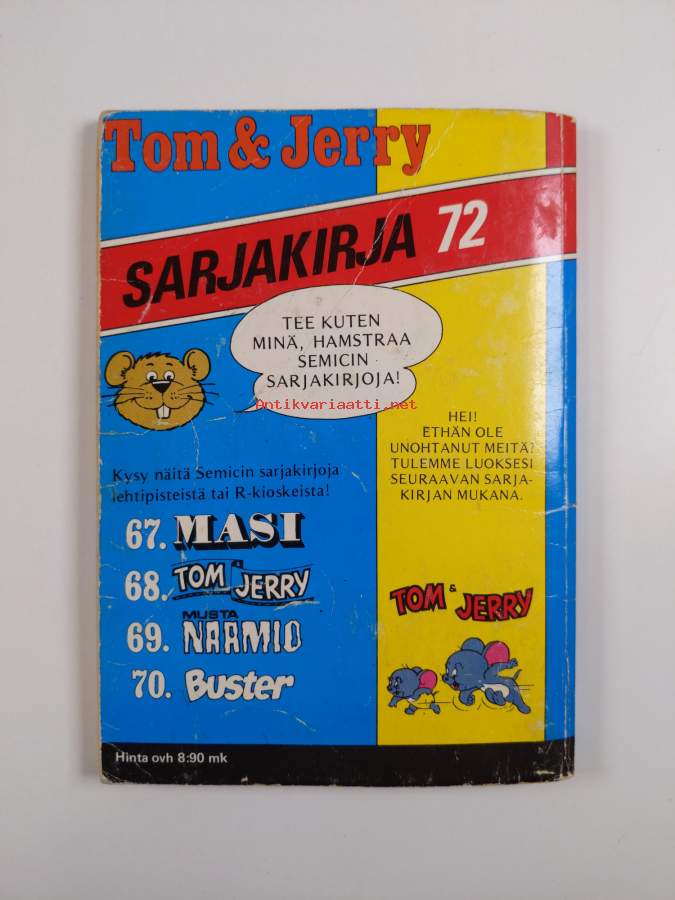 Tom & Jerry
SARJAKIRJA 72
TEE KUTEN
MINÄ, HAMSTRAA
SEMICIN
SARJAKIRJOJA!
Antikvariaatti.net
HEI!
ETHÄN OLE
UNOHTANUT MEITÄ?
TULEMME LUOKSESI
SEURAAVAN SARJA-
KIRJAN MUKANA.
Kysy näitä Semicin sarjakirjoja
lehtipisteistä tai R-kioskeista!
67. MASI
68. TOM & JERRY
69. MUSTA NAAMIO
70. Buster
TOM & JERRY
Hinta ovh 8:90 mk